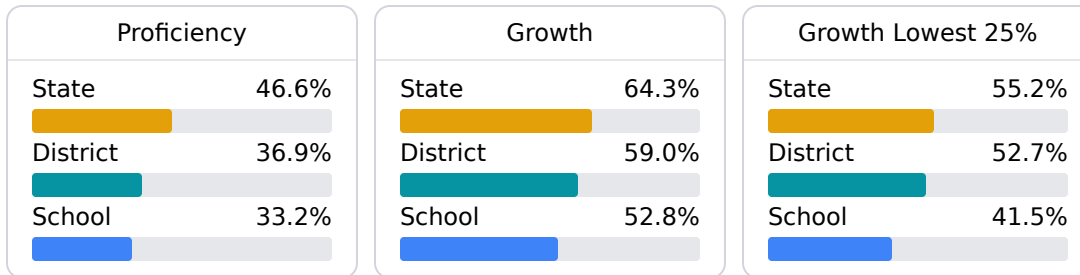 Proficiency
State 46.6%
District 36.9%
School 33.2%
Growth
State 64.3%
District 59.0%
School 52.8%
Growth Lowest 25%
State 55.2%
District 52.7%
School 41.5%